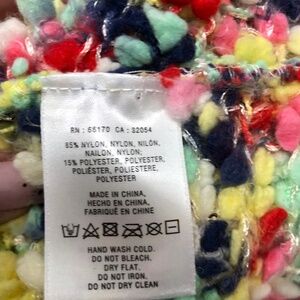 RN : 66170 CA : 32054
85% NYLON, NYLON, NILÓN,
NAILON, NYLON.
15% POLYESTER, POLYESTER,
POLIÉSTER, POLIESTERE,
POLYESTER
MADE IN CHINA,
HECHO EN CHINA,
FABRIQUÉ EN CHINE
HAND WASH COLD.
DO NOT BLEACH.
DRY FLAT.
DO NOT IRON.
DO NOT DRY CLEAN